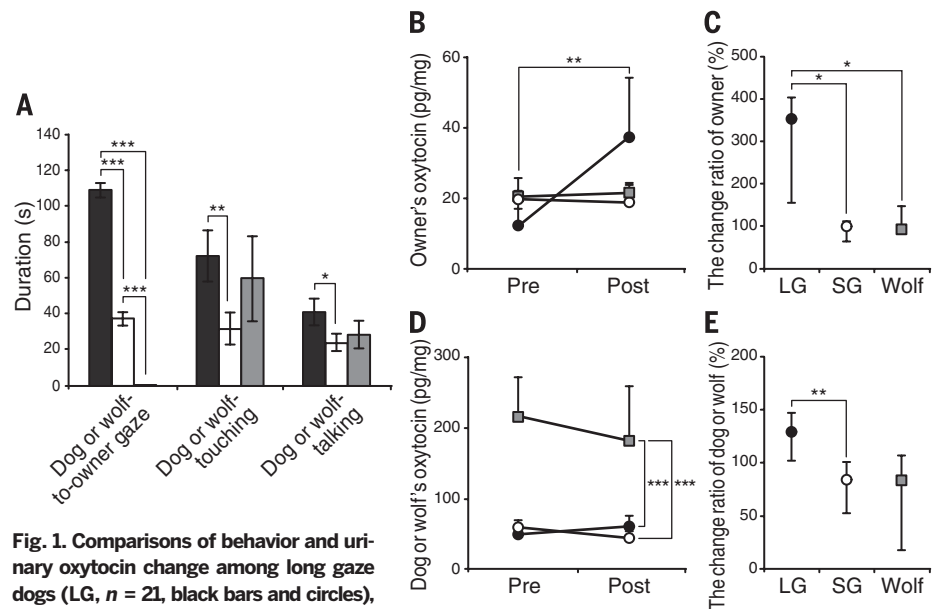 A
Duration (s)
140
120
100
80
60
40
20
0
***
***
***
**
*
Dog or wolf-
to-owner gaze
Dog or wolf-
touching
Dog or wolf-
talking
B
Owner's oxytocin (pg/mg)
60
40
20
0
**
Pre Post
C
The change ratio of owner (%)
500
400
300
200
100
0
*
*
LG SG Wolf
D
Dog or wolf's oxytocin (pg/mg)
300
200
100
0
*** ***
Pre Post
E
The change ratio of dog or wolf (%)
200
150
100
50
0
**
LG SG Wolf
Fig. 1. Comparisons of behavior and uri-
nary oxytocin change among long gaze
dogs (LG, n = 21, black bars and circles),